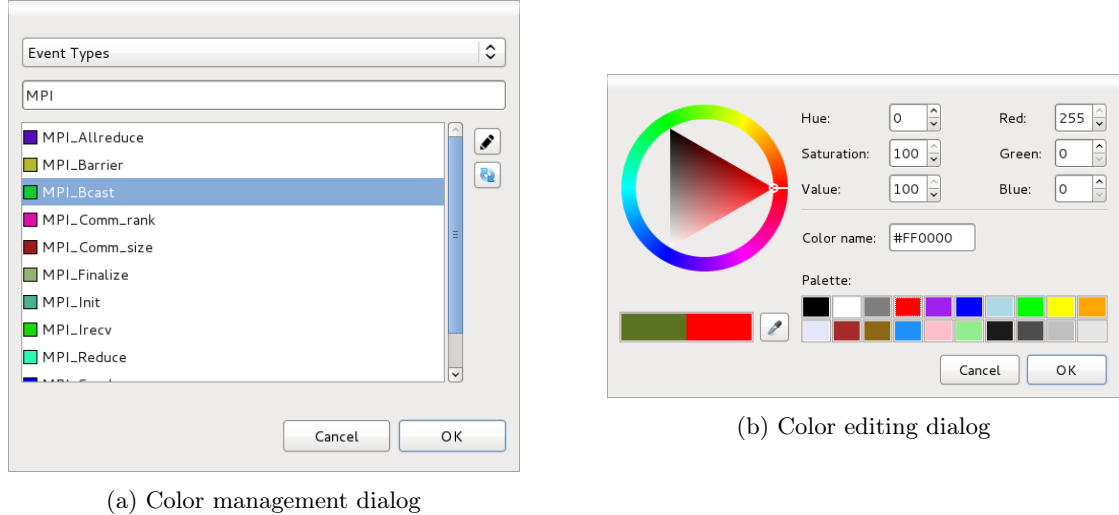 Event Types
MPI
MPI_Allreduce
MPI_Barrier
MPI_Bcast
MPI_Comm_rank
MPI_Comm_size
MPI_Finalize
MPI_Init
MPI_Irecv
MPI_Reduce
Cancel OK
(a) Color management dialog
Hue: 0 Red: 255
Saturation: 100 Green: 0
Value: 100 Blue: 0
Color name: #FF0000
Palette:
Cancel OK
(b) Color editing dialog